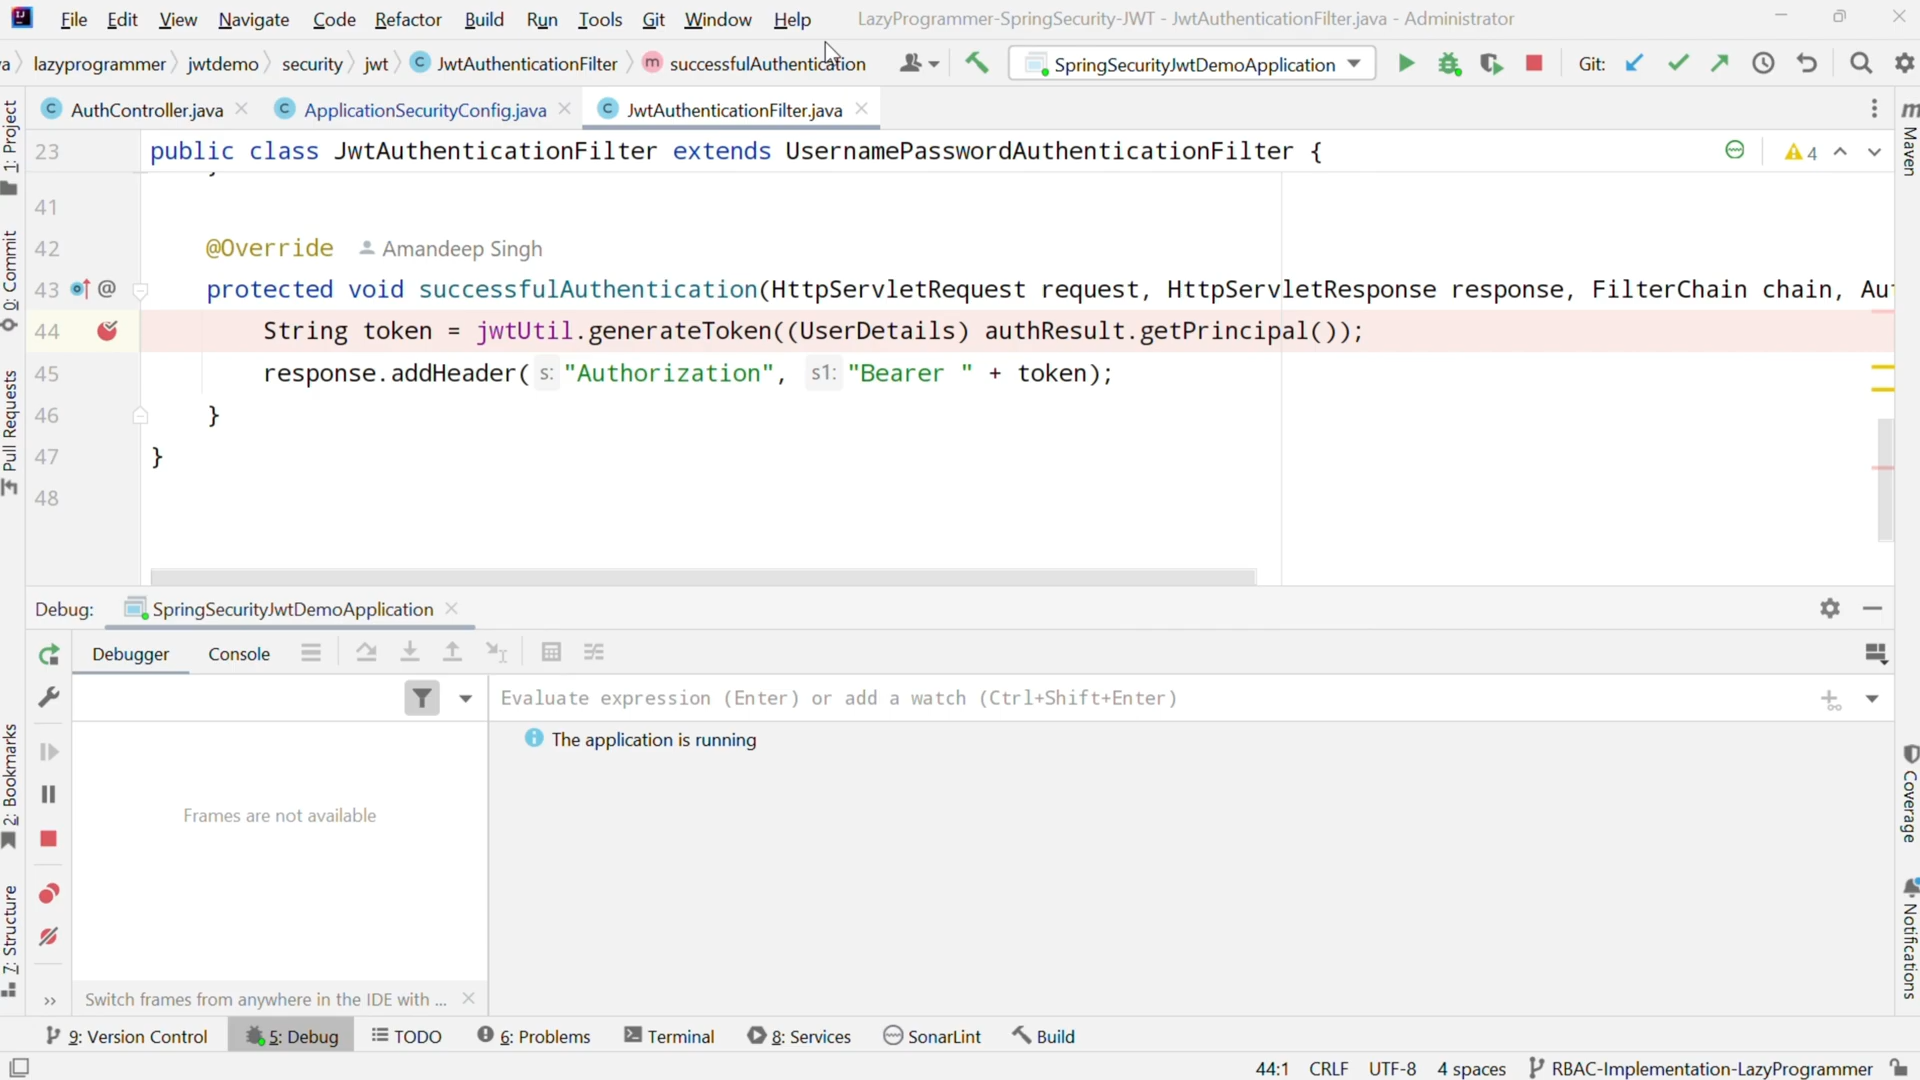 File Edit View Navigate Code Refactor Build Run Tools Git Window Help LazyProgrammer-SpringSecurity-JWT - JwtAuthenticationFilter.java - Administrator
va lazyprogrammer jwtdemo security jwt C JwtAuthenticationFilter m successfulAuthentication SpringSecurityJwtDemoApplication Git:
C AuthController.java C ApplicationSecurityConfig.java C JwtAuthenticationFilter.java
23 public class JwtAuthenticationFilter extends UsernamePasswordAuthenticationFilter { 4
41
42 @Override Amandeep Singh
43 @ protected void successfulAuthentication(HttpServletRequest request, HttpServletResponse response, FilterChain chain, Au
44 String token = jwtUtil.generateToken((UserDetails) authResult.getPrincipal());
45 response.addHeader( s: "Authorization", s1: "Bearer " + token);
46 }
47 }
48
1: Project
0: Commit
Pull Requests
2: Bookmarks
7: Structure
m Maven
Coverage
Notifications
Debug: SpringSecurityJwtDemoApplication
Debugger Console
Evaluate expression (Enter) or add a watch (Ctrl+Shift+Enter)
The application is running
Frames are not available
Switch frames from anywhere in the IDE with ...
9: Version Control 5: Debug TODO 6: Problems Terminal 8: Services SonarLint Build
44:1 CRLF UTF-8 4 spaces RBAC-Implementation-LazyProgrammer